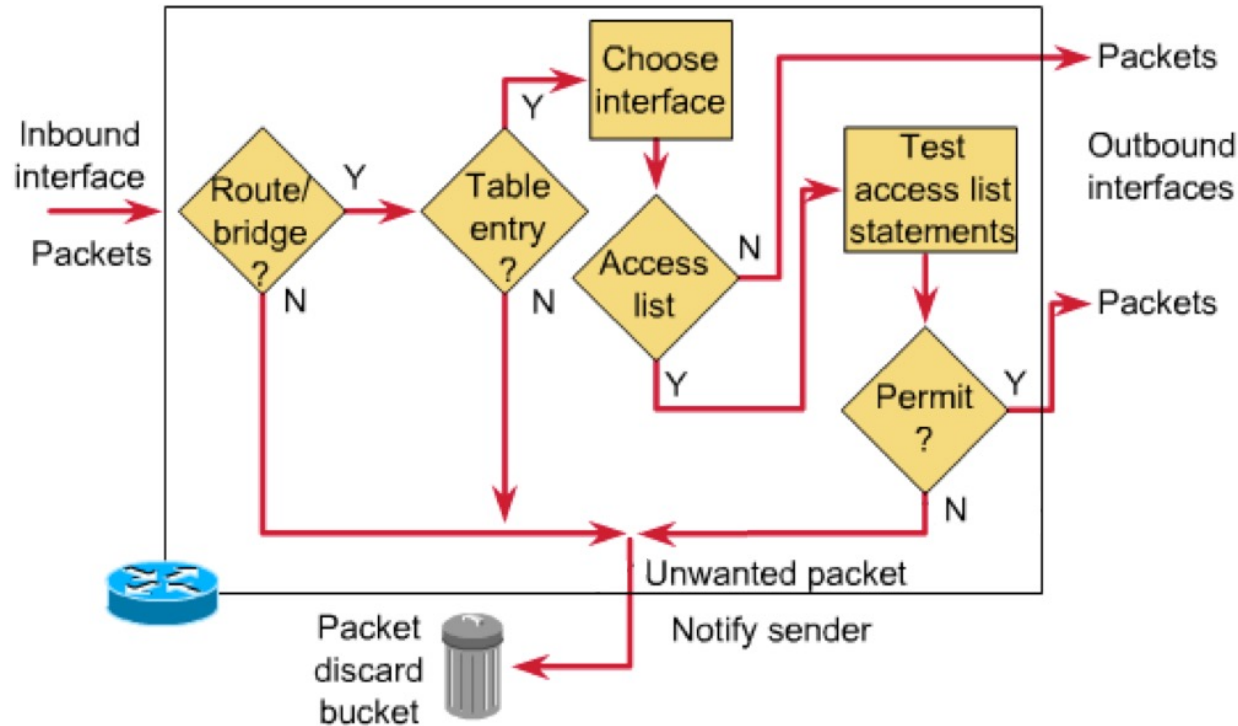 Inbound
interface
Packets
Route/
bridge
?
Y
N
Table
entry
?
Y
N
Choose
interface
Access
list
N
Y
Test
access list
statements
Permit
?
Y
N
Packets
Outbound
interfaces
Packets
Unwanted packet
Notify sender
Packet
discard
bucket